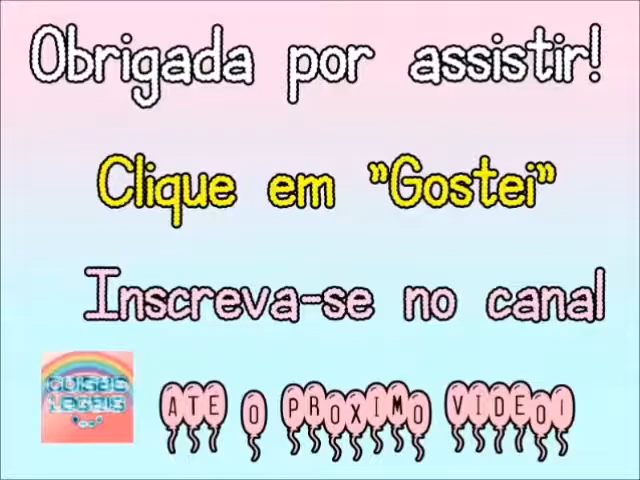 Obrigada por assistir!
Clique em "Gostei"
Inscreva-se no canal
COISAS
LEGAIS
ATE O PROXIMO VIDEO!